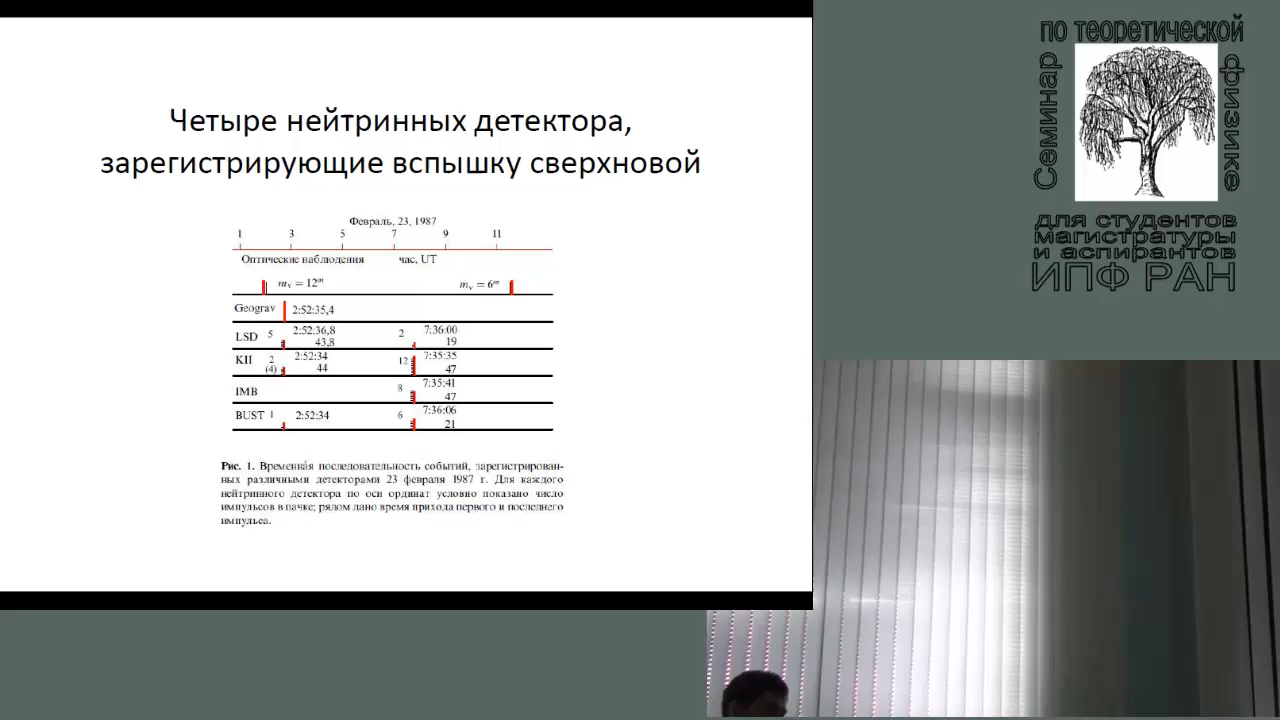 Четыре нейтринных детектора,
зарегистрирующие вспышку сверхновой
Февраль, 23, 1987
1 3 5 7 9 11
Оптические наблюдения час, UT
mv = 12m mv = 6m
Geograv 2:52:35,4
LSD 5 2:52:36,8 2 7:36:00
43,8 19
KII 2 2:52:34 12 7:35:35
(4) 44 47
IMB 8 7:35:41
47
BUST 1 2:52:34 6 7:36:06
21
Рис. 1. Временная последовательность событий, зарегистрирован-
ных различными детекторами 23 февраля 1987 г. Для каждого
нейтринного детектора по оси ординат условно показано число
импульсов в пачке; рядом дано время прихода первого и последнего
импульса.
Семинар
по теоретической
физике
для студентов
магистратуры
и аспирантов
ИПФ РАН